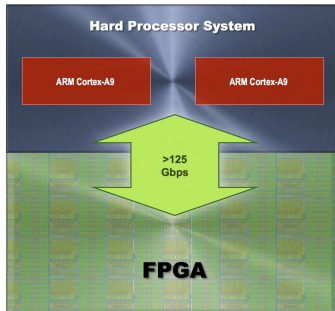 Hard Processor System
ARM Cortex-A9
ARM Cortex-A9
>125
Gbps
FPGA